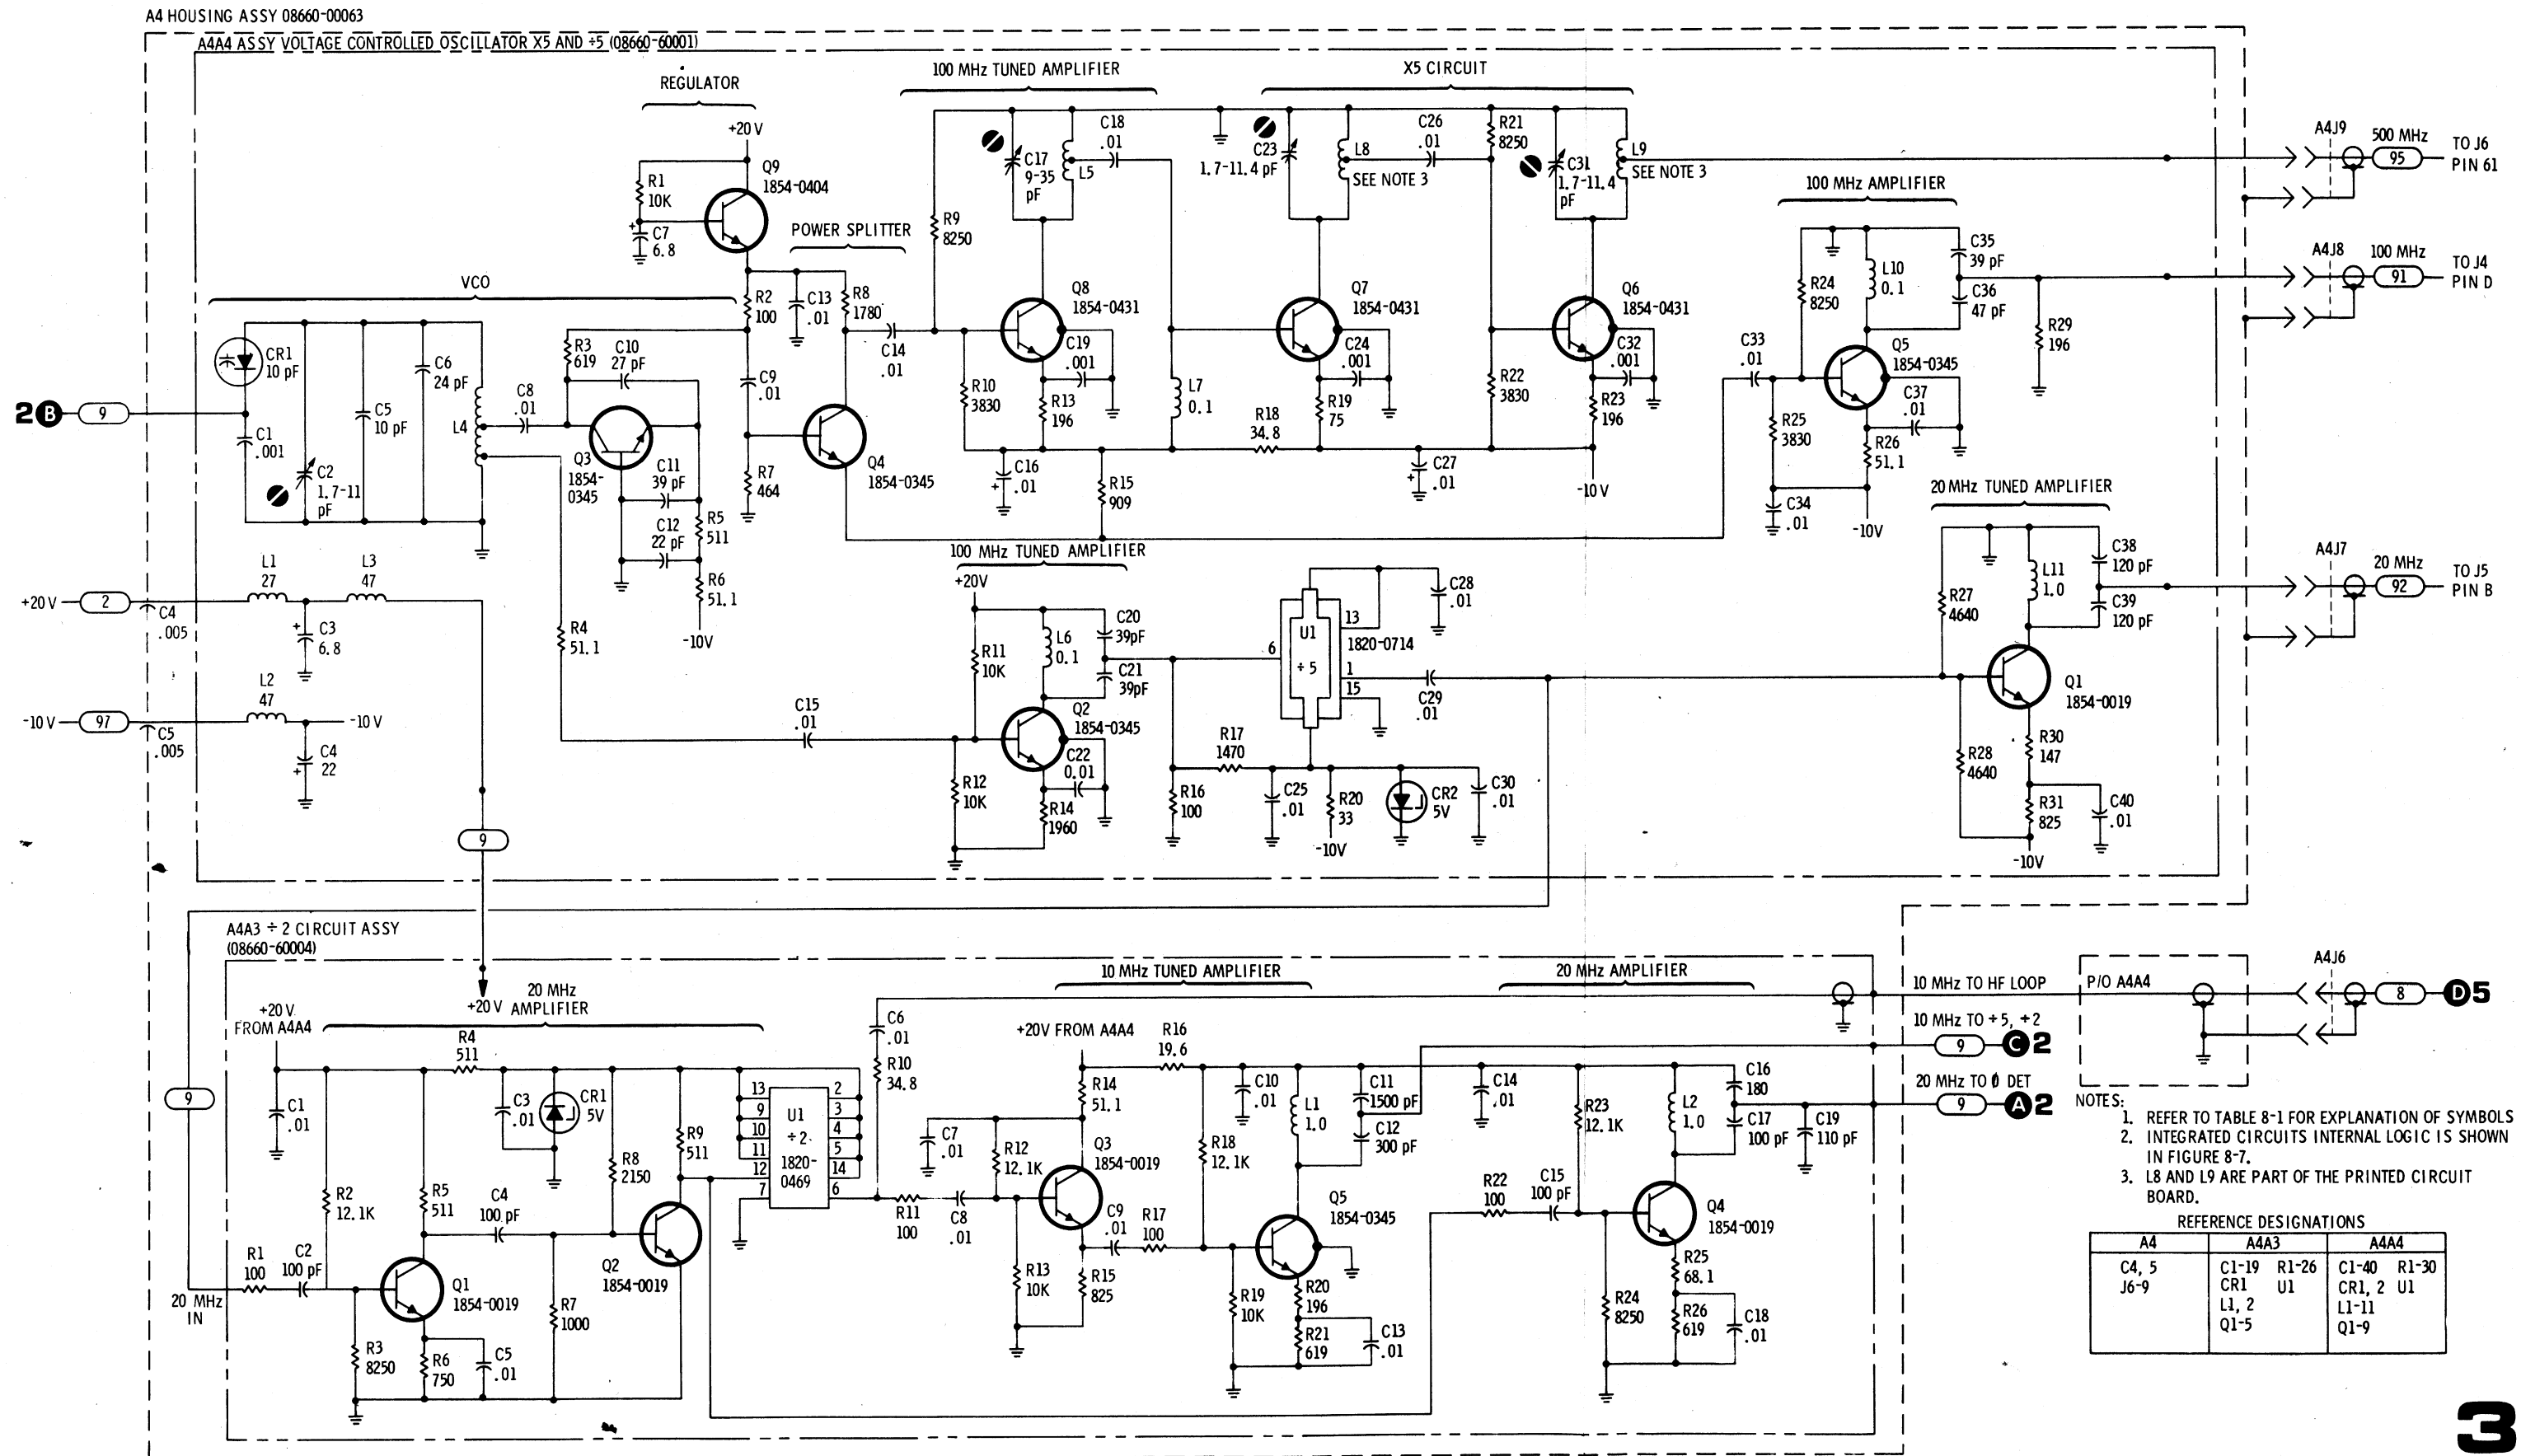 A4 HOUSING ASSY 08660-00063
A4A4 ASSY VOLTAGE CONTROLLED OSCILLATOR X5 AND ÷5 (08660-60001)
REGULATOR
100 MHz TUNED AMPLIFIER
X5 CIRCUIT
+20 V
R1
10K
C7
6.8
Q9
1854-0404
POWER SPLITTER
VCO
R2
100
C13
.01
R8
1780
C14
.01
R9
8250
C17
9-35
pF
L5
C18
.01
Q8
1854-0431
C19
.001
R10
3830
R13
196
L7
0.1
C16
.01
R15
909
C23
1.7-11.4 pF
L8
SEE NOTE 3
C26
.01
R21
8250
Q7
1854-0431
C24
.001
R19
75
R18
34.8
R22
3830
C27
.01
C31
1.7-11.4
pF
L9
SEE NOTE 3
Q6
1854-0431
C32
.001
R23
196
-10 V
100 MHz AMPLIFIER
R24
8250
L10
0.1
C35
39 pF
C36
47 pF
R29
196
C33
.01
Q5
1854-0345
C37
.01
R25
3830
R26
51.1
C34
.01
-10V
A4J9
500 MHz
95
TO J6
PIN 61
A4J8
100 MHz
91
TO J4
PIN D
A4J7
20 MHz
92
TO J5
PIN B
2 B
9
CR1
10 pF
C1
.001
C2
1.7-11
pF
C5
10 pF
C6
24 pF
L4
C8
.01
R3
619
C10
27 pF
Q3
1854-
0345
C11
39 pF
C12
22 pF
R5
511
R6
51.1
-10V
C9
.01
R7
464
Q4
1854-0345
+20 V
2
C4
.005
L1
27
L3
47
C3
6.8
-10 V
97
C5
.005
L2
47
-10 V
C4
22
R4
51.1
9
C15
.01
100 MHz TUNED AMPLIFIER
+20V
R11
10K
L6
0.1
C20
39pF
C21
39pF
Q2
1854-0345
C22
0.01
R12
10K
R14
1960
6
U1
÷ 5
13
1820-0714
1
15
C28
.01
C29
.01
R17
1470
R16
100
C25
.01
R20
33
-10V
CR2
5V
C30
.01
20 MHz TUNED AMPLIFIER
R27
4640
L11
1.0
C38
120 pF
C39
120 pF
Q1
1854-0019
R28
4640
R30
147
R31
825
C40
.01
-10V
A4A3 ÷ 2 CIRCUIT ASSY
(08660-60004)
+20 V
FROM A4A4
+20 V
20 MHz
AMPLIFIER
9
20 MHz
IN
R1
100
C2
100 pF
C1
.01
R2
12.1K
R3
8250
R4
511
R5
511
Q1
1854-0019
R6
750
C5
.01
C4
100 pF
C3
.01
CR1
5V
R8
2150
R7
1000
Q2
1854-0019
R9
511
13
9
10
11
12
7
U1
÷ 2
1820-
0469
2
3
4
5
14
6
C6
.01
R10
34.8
R11
100
C8
.01
10 MHz TUNED AMPLIFIER
+20V FROM A4A4
R14
51.1
C7
.01
R12
12.1K
R13
10K
Q3
1854-0019
R15
825
C9
.01
R17
100
R16
19.6
R18
12.1K
C10
.01
L1
1.0
C11
1500 pF
C12
300 pF
Q5
1854-0345
R19
10K
R20
196
R21
619
C13
.01
20 MHz AMPLIFIER
C14
.01
R23
12.1K
L2
1.0
C16
180
C17
100 pF
C19
110 pF
R22
100
C15
100 pF
Q4
1854-0019
R24
8250
R25
68.1
R26
619
C18
.01
10 MHz TO HF LOOP
P/O A4A4
A4J6
8
D 5
10 MHz TO ÷5, ÷2
9
C 2
20 MHz TO Ø DET
9
A 2
NOTES:
1. REFER TO TABLE 8-1 FOR EXPLANATION OF SYMBOLS
2. INTEGRATED CIRCUITS INTERNAL LOGIC IS SHOWN
IN FIGURE 8-7.
3. L8 AND L9 ARE PART OF THE PRINTED CIRCUIT
BOARD.
REFERENCE DESIGNATIONS
A4 A4A3 A4A4
C4, 5 C1-19 R1-26 C1-40 R1-30
J6-9 CR1 U1 CR1, 2 U1
L1, 2 L1-11
Q1-5 Q1-9
3